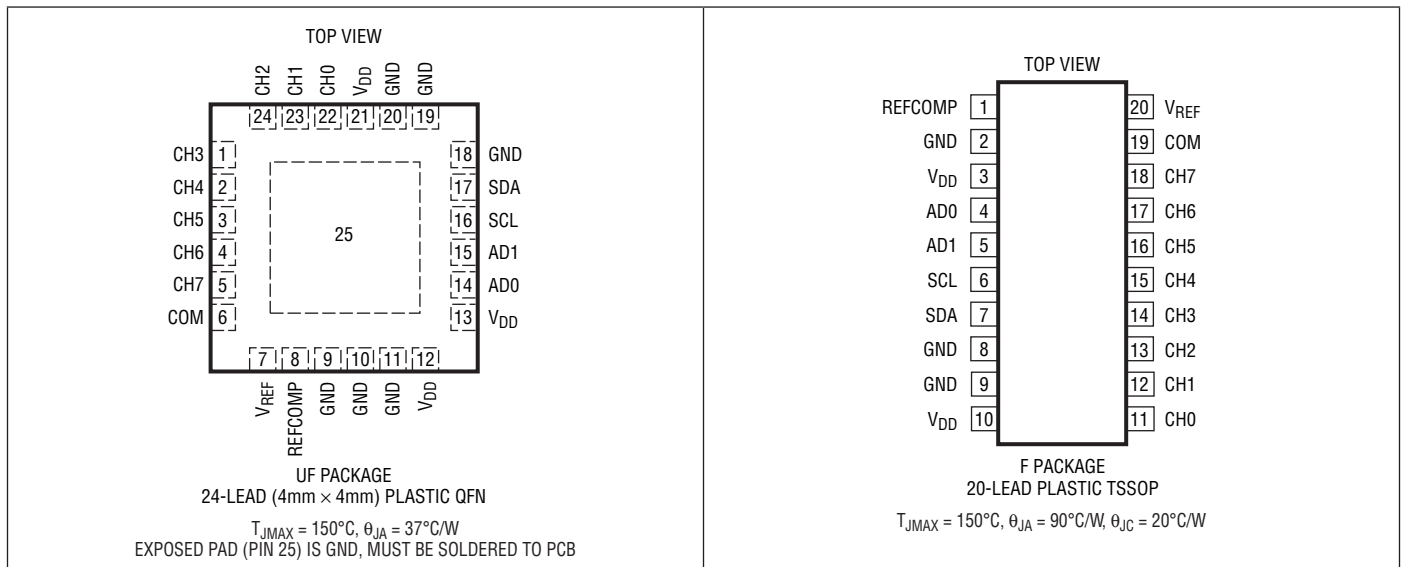 TOP VIEW
CH2 CH1 CH0 VDD GND GND
24 23 22 21 20 19
CH3 1
CH4 2
CH5 3
CH6 4
CH7 5
COM 6
25
18 GND
17 SDA
16 SCL
15 AD1
14 AD0
13 VDD
7 8 9 10 11 12
VREF REFCOMP GND GND GND VDD
UF PACKAGE
24-LEAD (4mm × 4mm) PLASTIC QFN
TJMAX = 150°C, θJA = 37°C/W
EXPOSED PAD (PIN 25) IS GND, MUST BE SOLDERED TO PCB
TOP VIEW
REFCOMP 1
GND 2
VDD 3
AD0 4
AD1 5
SCL 6
SDA 7
GND 8
GND 9
VDD 10
20 VREF
19 COM
18 CH7
17 CH6
16 CH5
15 CH4
14 CH3
13 CH2
12 CH1
11 CH0
F PACKAGE
20-LEAD PLASTIC TSSOP
TJMAX = 150°C, θJA = 90°C/W, θJC = 20°C/W